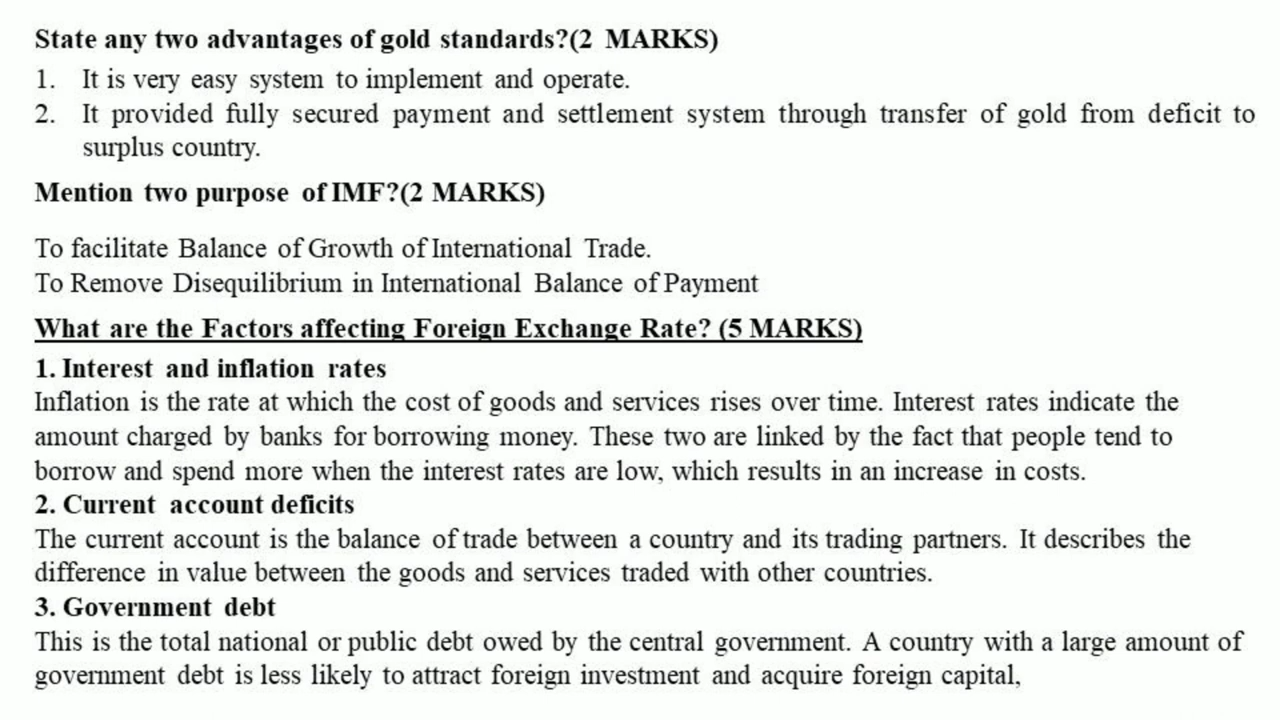 State any two advantages of gold standards?(2 MARKS)
1. It is very easy system to implement and operate.
2. It provided fully secured payment and settlement system through transfer of gold from deficit to
surplus country.
Mention two purpose of IMF?(2 MARKS)
To facilitate Balance of Growth of International Trade.
To Remove Disequilibrium in International Balance of Payment
What are the Factors affecting Foreign Exchange Rate? (5 MARKS)
1. Interest and inflation rates
Inflation is the rate at which the cost of goods and services rises over time. Interest rates indicate the
amount charged by banks for borrowing money. These two are linked by the fact that people tend to
borrow and spend more when the interest rates are low, which results in an increase in costs.
2. Current account deficits
The current account is the balance of trade between a country and its trading partners. It describes the
difference in value between the goods and services traded with other countries.
3. Government debt
This is the total national or public debt owed by the central government. A country with a large amount of
government debt is less likely to attract foreign investment and acquire foreign capital,